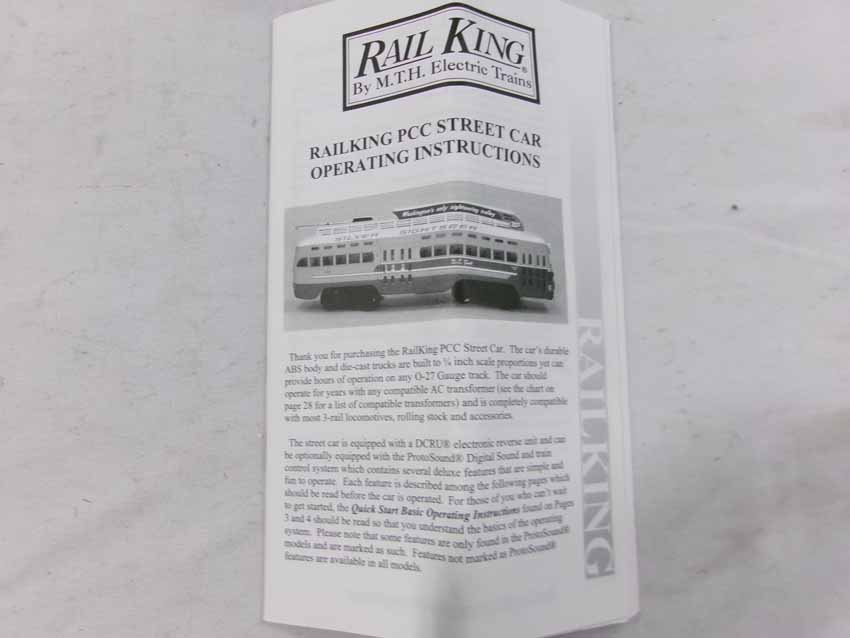 RAIL KING®
By M.T.H. Electric Trains
RAILKING PCC STREET CAR
OPERATING INSTRUCTIONS
Washington's only sightseeing trolley
SILVER SIGHTSEER
Thank you for purchasing the RailKing PCC Street Car. The car's durable
ABS body and die-cast trucks are built to ¼ inch scale proportions yet can
provide hours of operation on any O-27 Gauge track. The car should
operate for years with any compatible AC transformer (see the chart on
page 28 for a list of compatible transformers) and is completely compatible
with most 3-rail locomotives, rolling stock and accessories.
The street car is equipped with a DCRU® electronic reverse unit and can
be optionally equipped with the ProtoSound® Digital Sound and train
control system which contains several deluxe features that are simple and
fun to operate. Each feature is described among the following pages which
should be read before the car is operated. For those of you who can't wait
to get started, the Quick Start Basic Operating Instructions found on Pages
3 and 4 should be read so that you understand the basics of the operating
system. Please note that some features are only found in the ProtoSound®
models and are marked as such. Features not marked as ProtoSound®
features are available in all models.
RAILKING